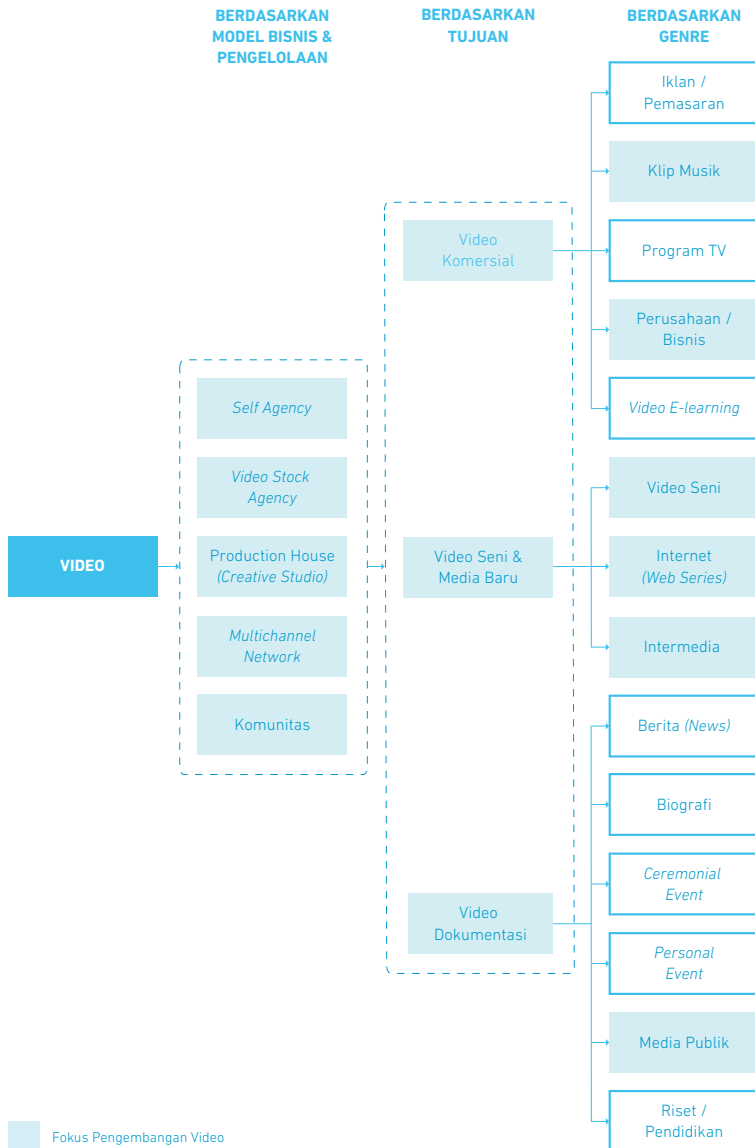 BERDASARKAN
MODEL BISNIS &
PENGELOLAAN
BERDASARKAN
TUJUAN
BERDASARKAN
GENRE
VIDEO
Self Agency
Video Stock
Agency
Production House
(Creative Studio)
Multichannel
Network
Komunitas
Video
Komersial
Video Seni &
Media Baru
Video
Dokumentasi
Iklan /
Pemasaran
Klip Musik
Program TV
Perusahaan /
Bisnis
Video E-learning
Video Seni
Internet
(Web Series)
Intermedia
Berita (News)
Biografi
Ceremonial
Event
Personal
Event
Media Publik
Riset /
Pendidikan
Fokus Pengembangan Video